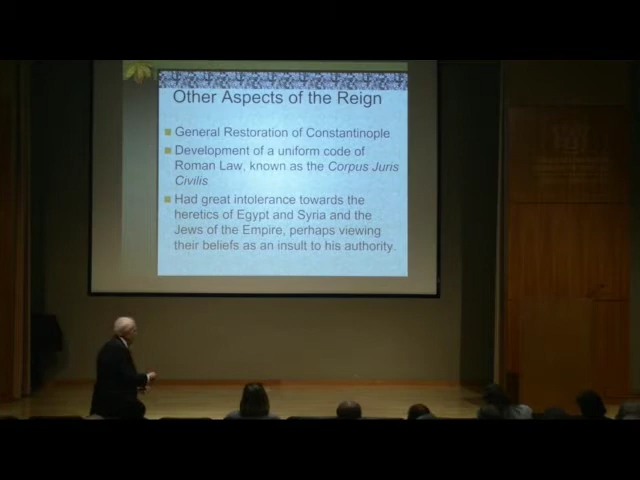 Other Aspects of the Reign
General Restoration of Constantinople
Development of a uniform code of
Roman Law, known as the Corpus Juris
Civilis
Had great intolerance towards the
heretics of Egypt and Syria and the
Jews of the Empire, perhaps viewing
their beliefs as an insult to his authority.